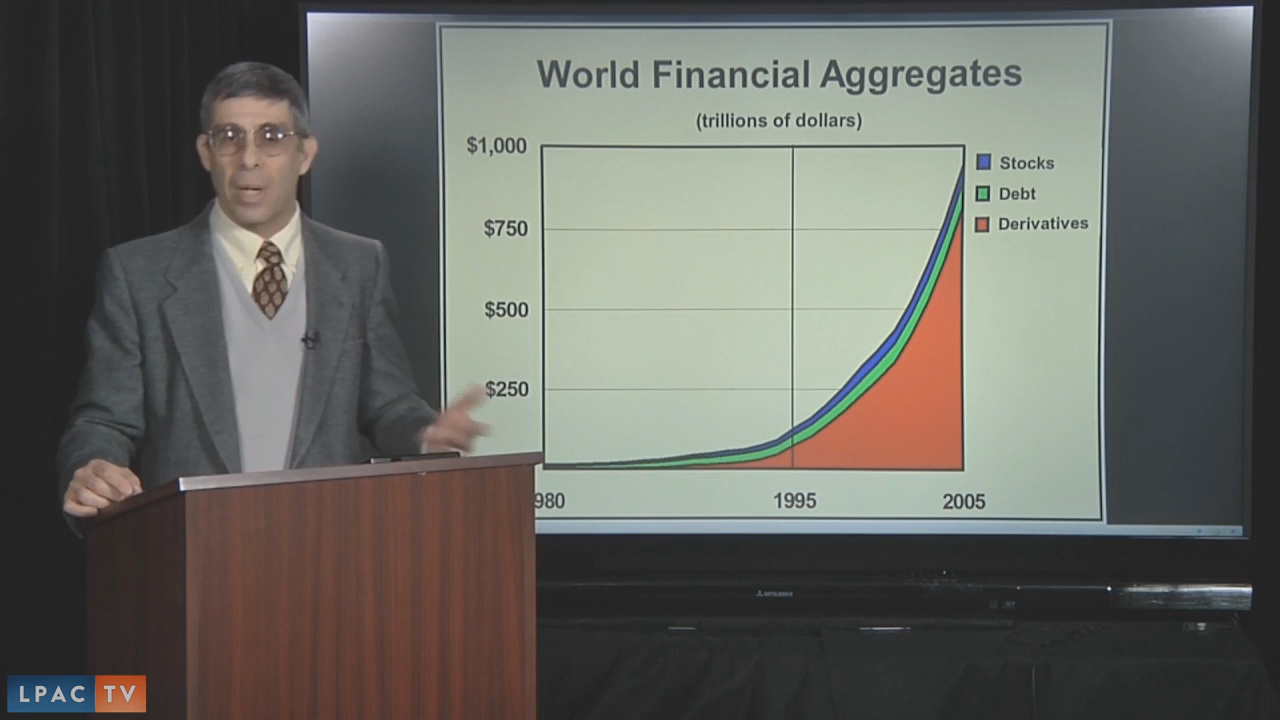 World Financial Aggregates
(trillions of dollars)
$1,000
$750
$500
$250
Stocks
Debt
Derivatives
980
1995
2005
MITSUBISHI
LPAC TV